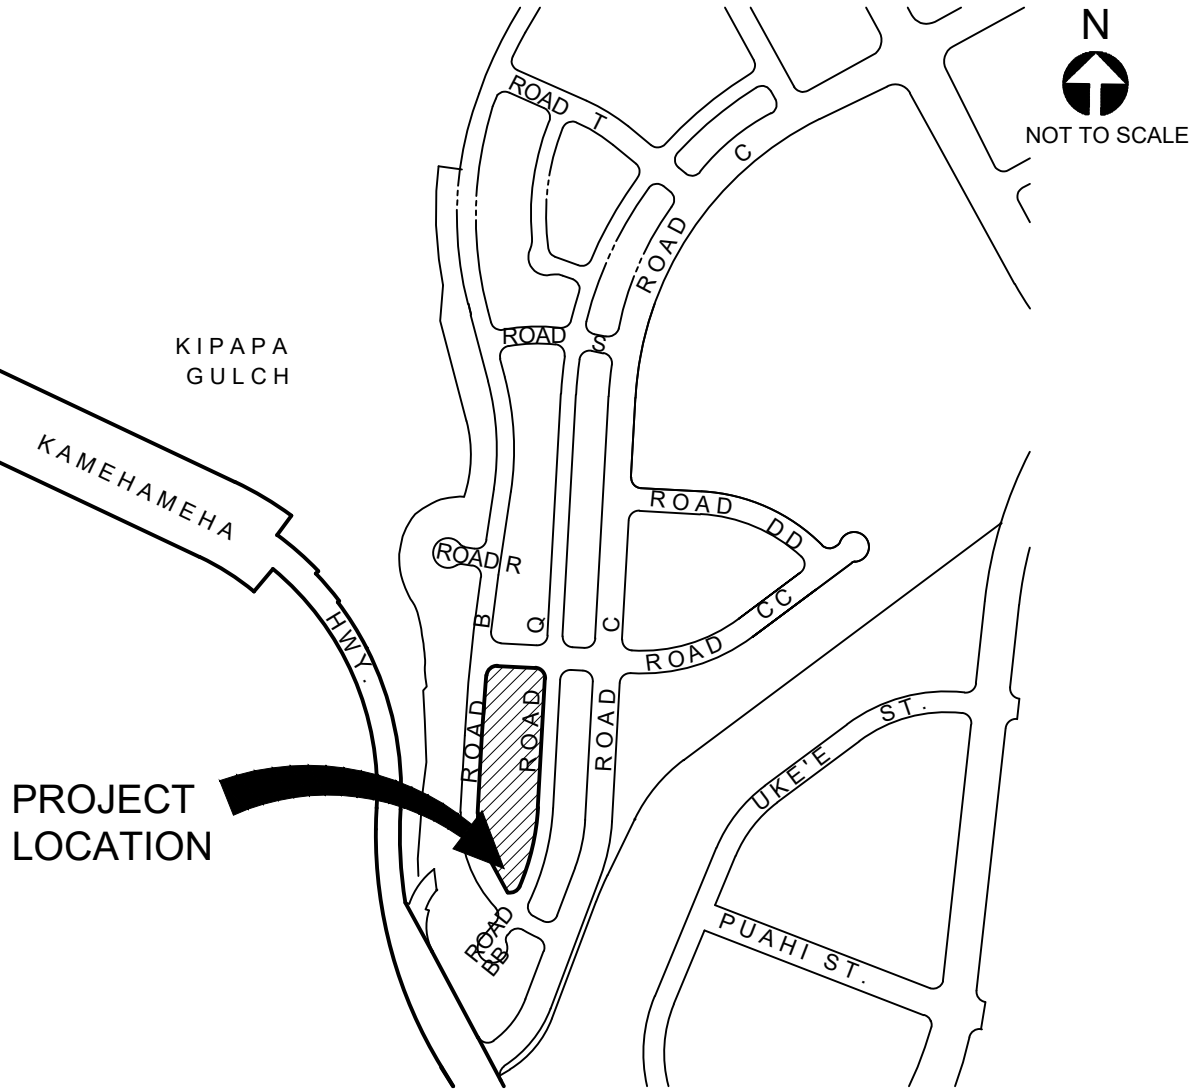 N
NOT TO SCALE
ROAD T
ROAD C
KIPAPA
GULCH
ROAD S
KAMEHAMEHA
HWY.
ROAD DD
ROAD R
ROAD CC
ROAD B
ROAD Q
ROAD C
UKE'E ST.
PROJECT
LOCATION
ROAD
BB
PUAHI ST.